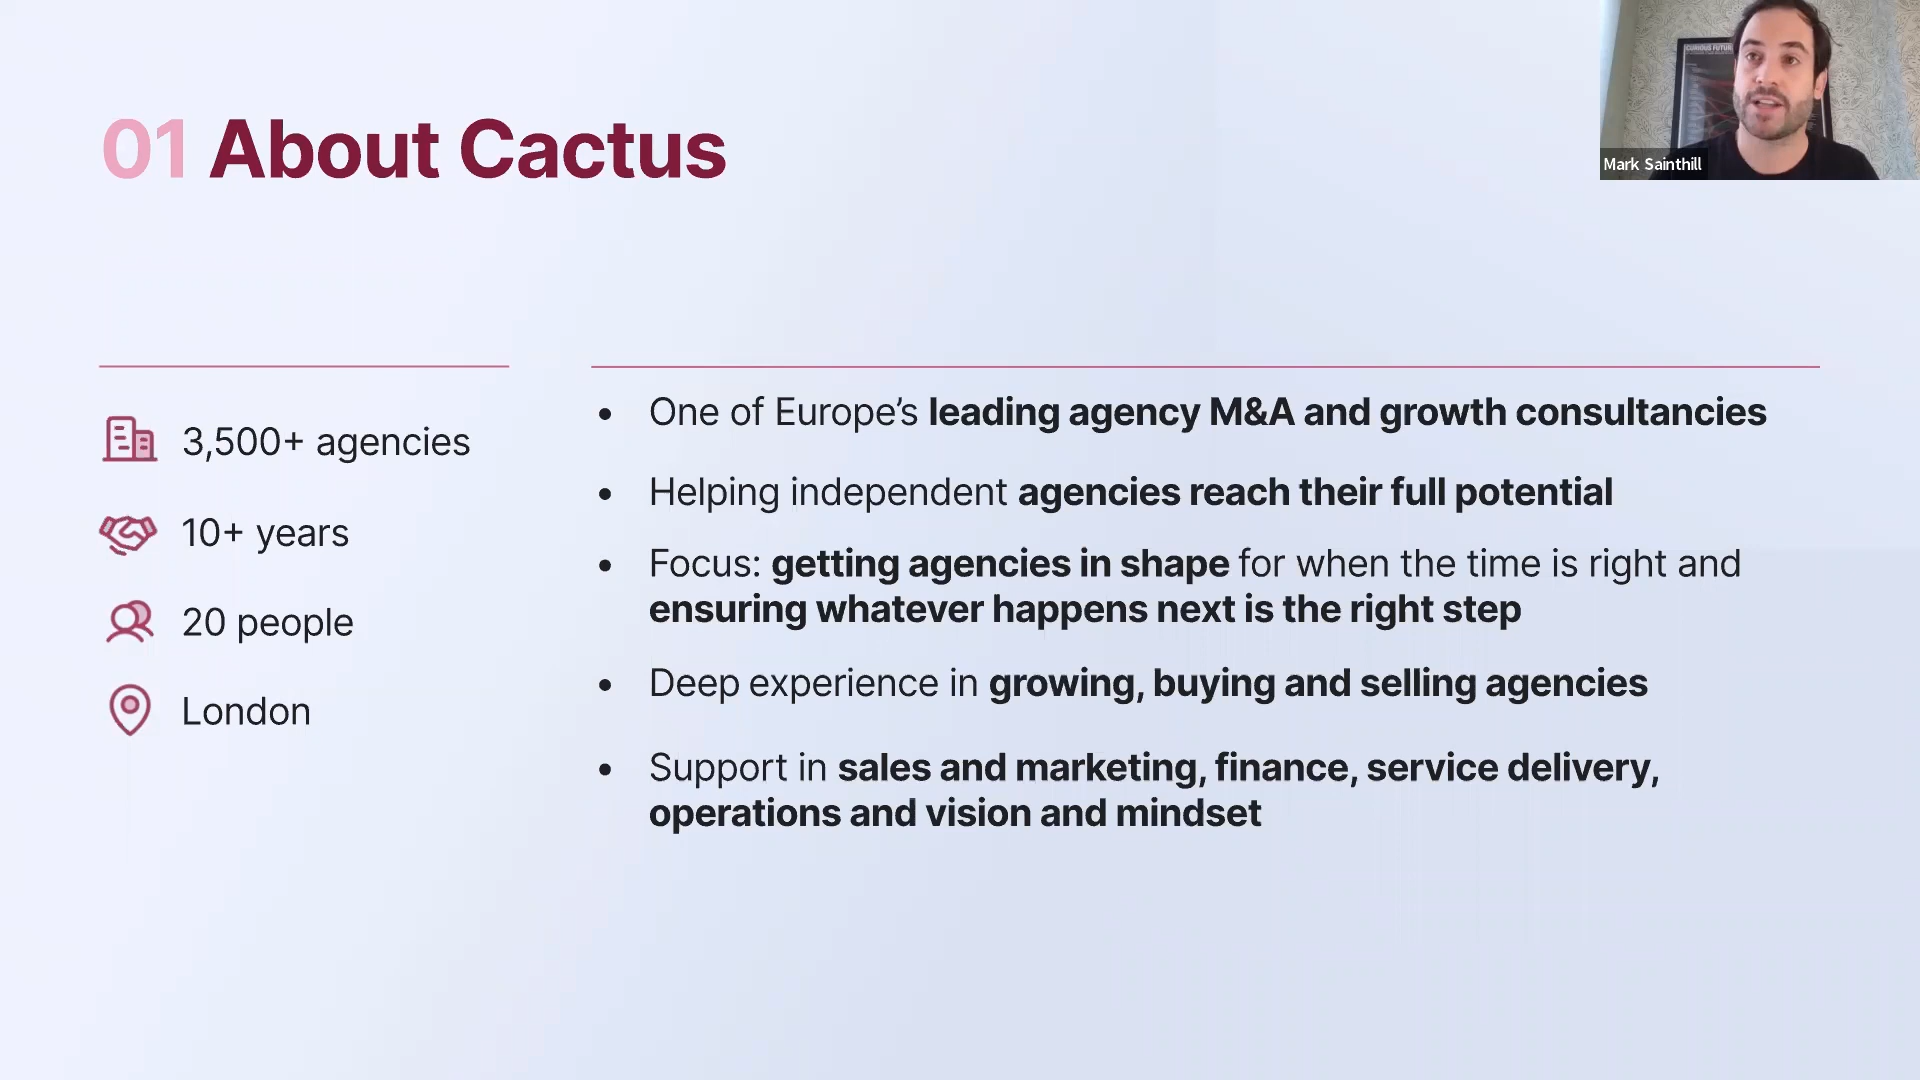 01 About Cactus
Mark Sainthill
3,500+ agencies
10+ years
20 people
London
• One of Europe’s leading agency M&A and growth consultancies
• Helping independent agencies reach their full potential
• Focus: getting agencies in shape for when the time is right and
ensuring whatever happens next is the right step
• Deep experience in growing, buying and selling agencies
• Support in sales and marketing, finance, service delivery,
operations and vision and mindset